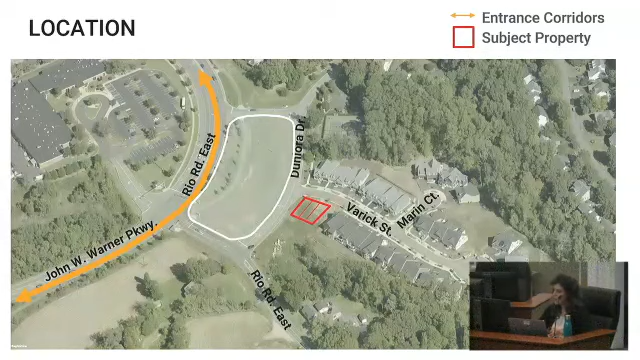 LOCATION
Entrance Corridors
Subject Property
Rio Rd. East
Dunlora Dr.
Varick St.
Marin Ct.
John W. Warner Pkwy.
Rio Rd. East